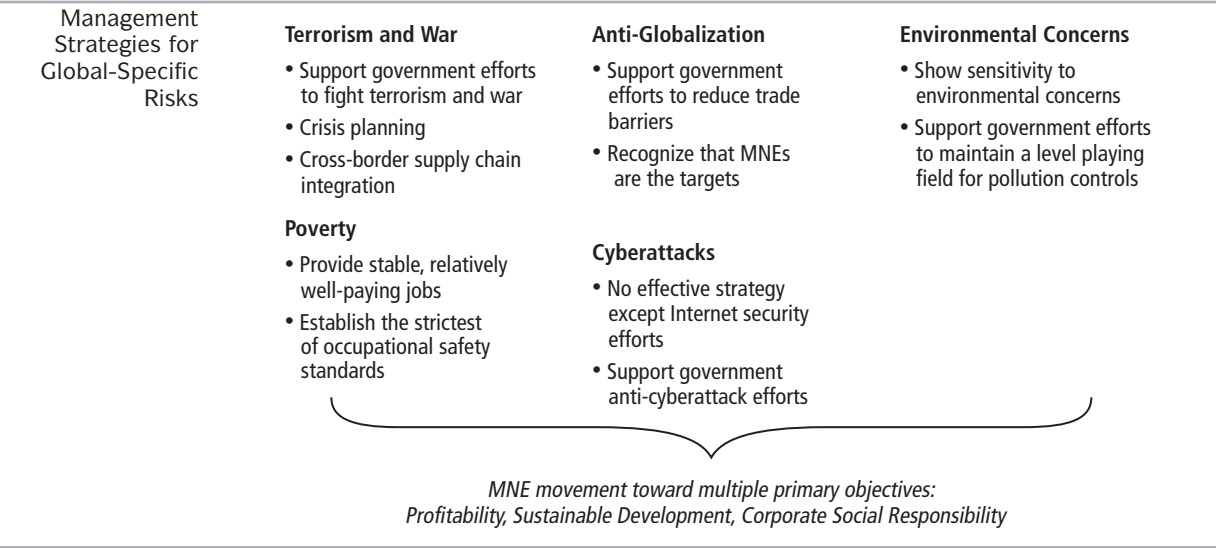 Management
Strategies for
Global-Specific
Risks
Terrorism and War
• Support government efforts
to fight terrorism and war
• Crisis planning
• Cross-border supply chain
integration
Anti-Globalization
• Support government
efforts to reduce trade
barriers
• Recognize that MNEs
are the targets
Environmental Concerns
• Show sensitivity to
environmental concerns
• Support government efforts
to maintain a level playing
field for pollution controls
Poverty
• Provide stable, relatively
well-paying jobs
• Establish the strictest
of occupational safety
standards
Cyberattacks
• No effective strategy
except Internet security
efforts
• Support government
anti-cyberattack efforts
MNE movement toward multiple primary objectives:
Profitability, Sustainable Development, Corporate Social Responsibility